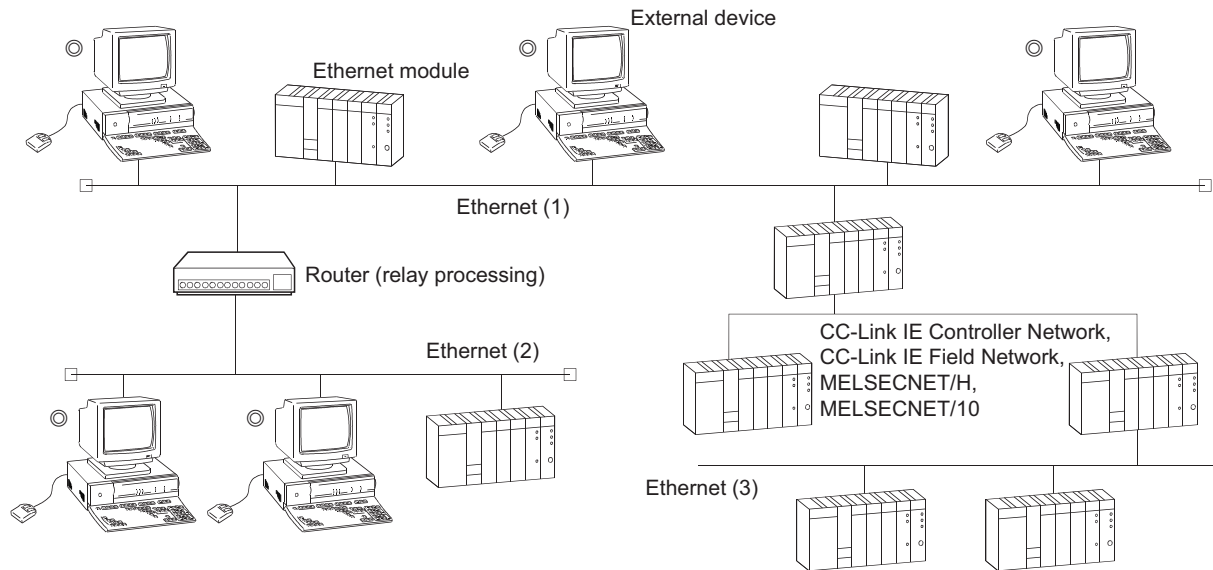 External device
Ethernet module
Ethernet (1)
Router (relay processing)
CC-Link IE Controller Network,
CC-Link IE Field Network,
MELSECNET/H,
MELSECNET/10
Ethernet (2)
Ethernet (3)